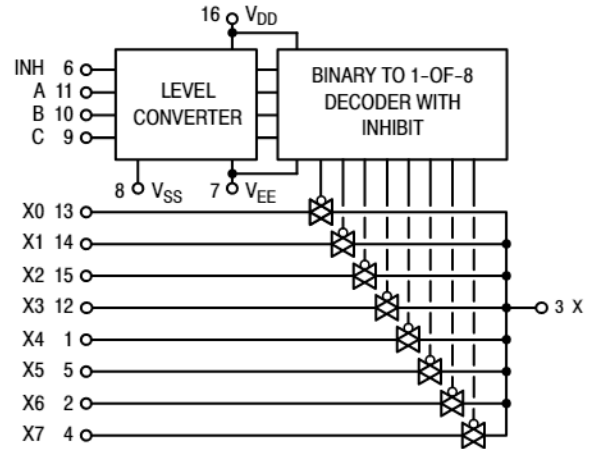 16 VDD
INH 6
A 11
B 10
C 9
LEVEL
CONVERTER
BINARY TO 1-OF-8
DECODER WITH
INHIBIT
8 VSS
7 VEE
X0 13
X1 14
X2 15
X3 12
3 X
X4 1
X5 5
X6 2
X7 4